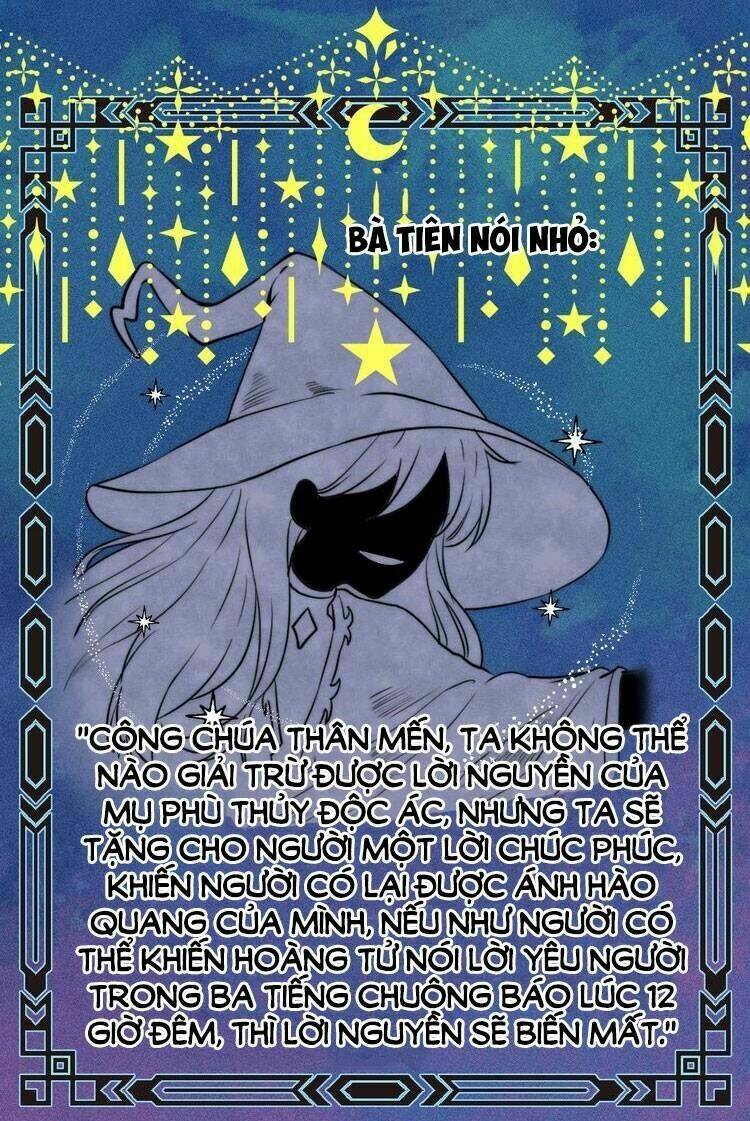 BÀ TIÊN NÓI NHỎ:
"CÔNG CHÚA THÂN MẾN, TA KHÔNG THỂ
NÀO GIẢI TRỪ ĐƯỢC LỜI NGUYỀN CỦA
MỤ PHÙ THỦY ĐỘC ÁC, NHƯNG TA SẼ
TẶNG CHO NGƯỜI MỘT LỜI CHÚC PHÚC,
KHIẾN NGƯỜI CÓ LẠI ĐƯỢC ÁNH HÀO
QUANG CỦA MÌNH, NẾU NHƯ NGƯỜI CÓ
THỂ KHIẾN HOÀNG TỬ NÓI LỜI YÊU NGƯỜI
TRONG BA TIẾNG CHUÔNG BÁO LÚC 12
GIỜ ĐÊM, THÌ LỜI NGUYỀN SẼ BIẾN MẤT."